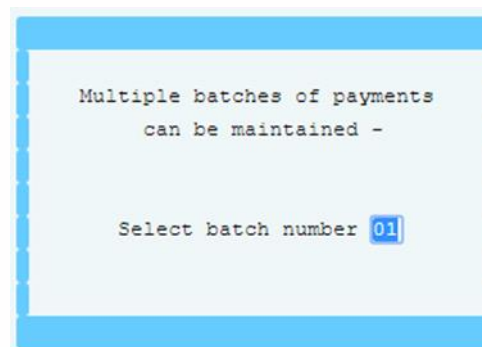 Multiple batches of payments
can be maintained -
Select batch number 01